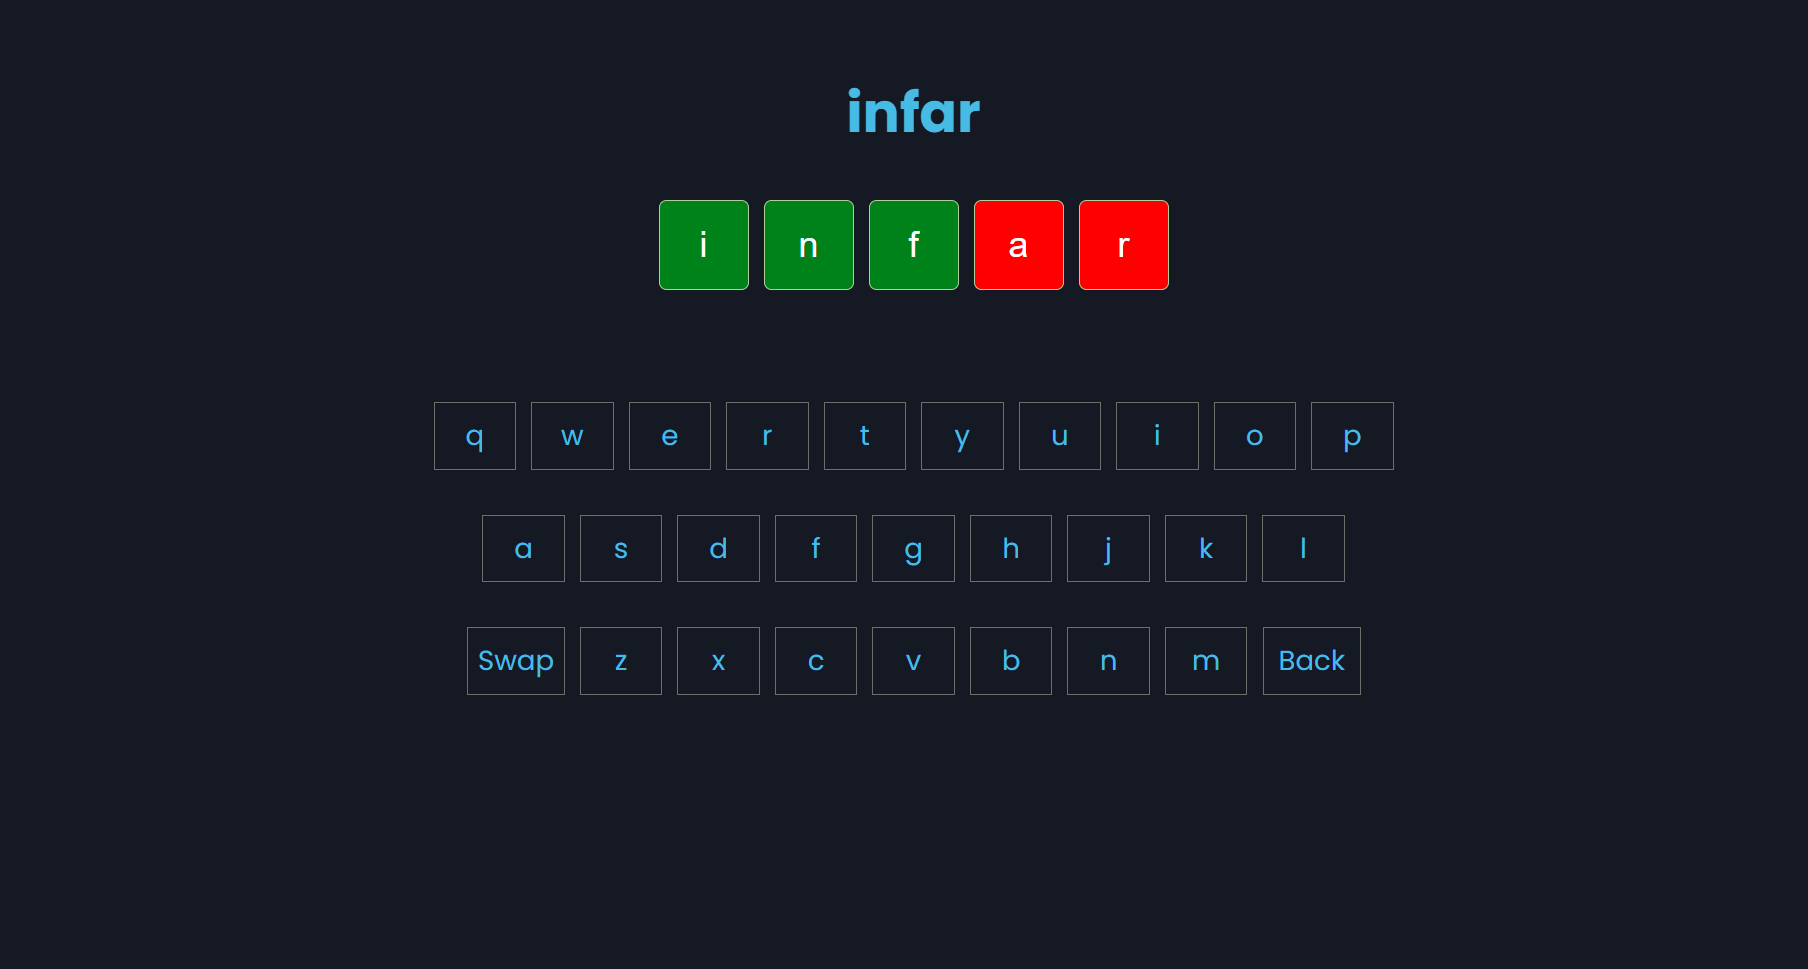 infar
i n f a r
q w e r t y u i o p
a s d f g h j k l
Swap z x c v b n m Back